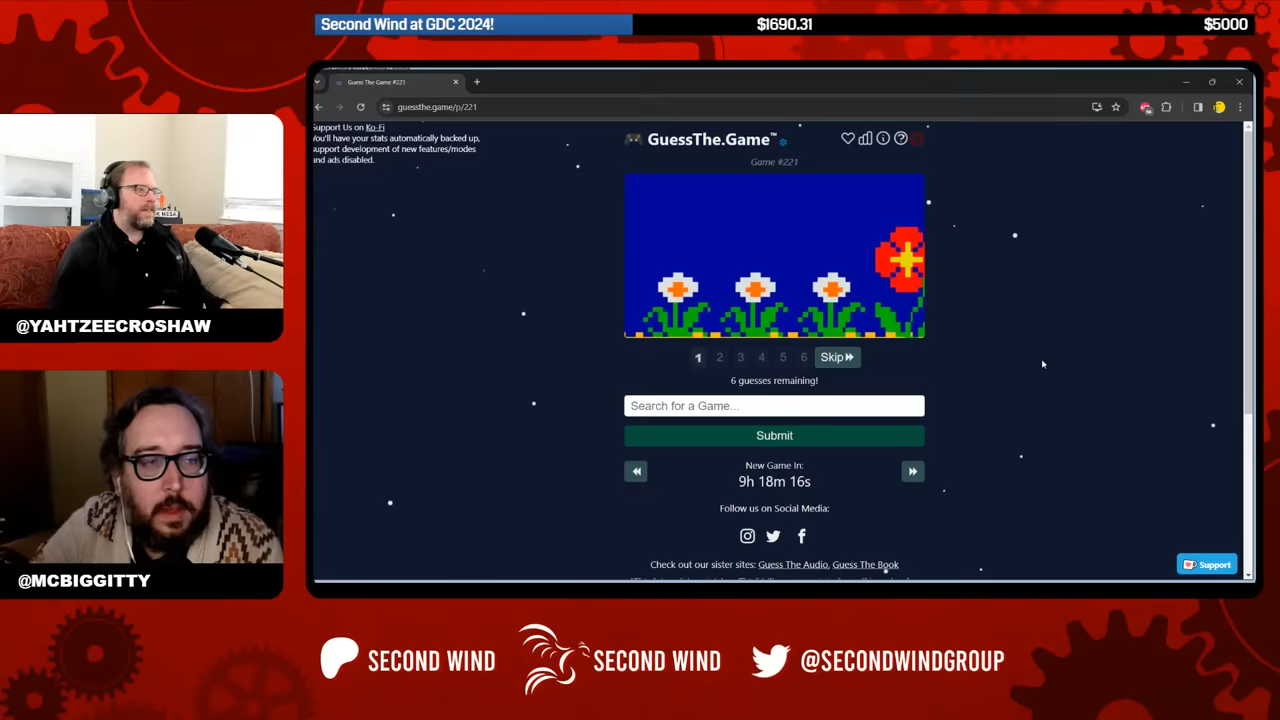 Second Wind at GDC 2024!
$1690.31
$5000
Guess The Game #221
guessthe.game/p/221
Support Us on Ko-Fi
You'll have your stats automatically backed up,
support development of new features/modes
and ads disabled.
GuessThe.Game™
Game #221
1 2 3 4 5 6 Skip
6 guesses remaining!
Search for a Game...
Submit
New Game In:
9h 18m 16s
Follow us on Social Media:
Check out our sister sites: Guess The Audio, Guess The Book
Support
@YAHTZEECROSHAW
@MCBIGGITTY
SECOND WIND
SECOND WIND
@SECONDWINDGROUP